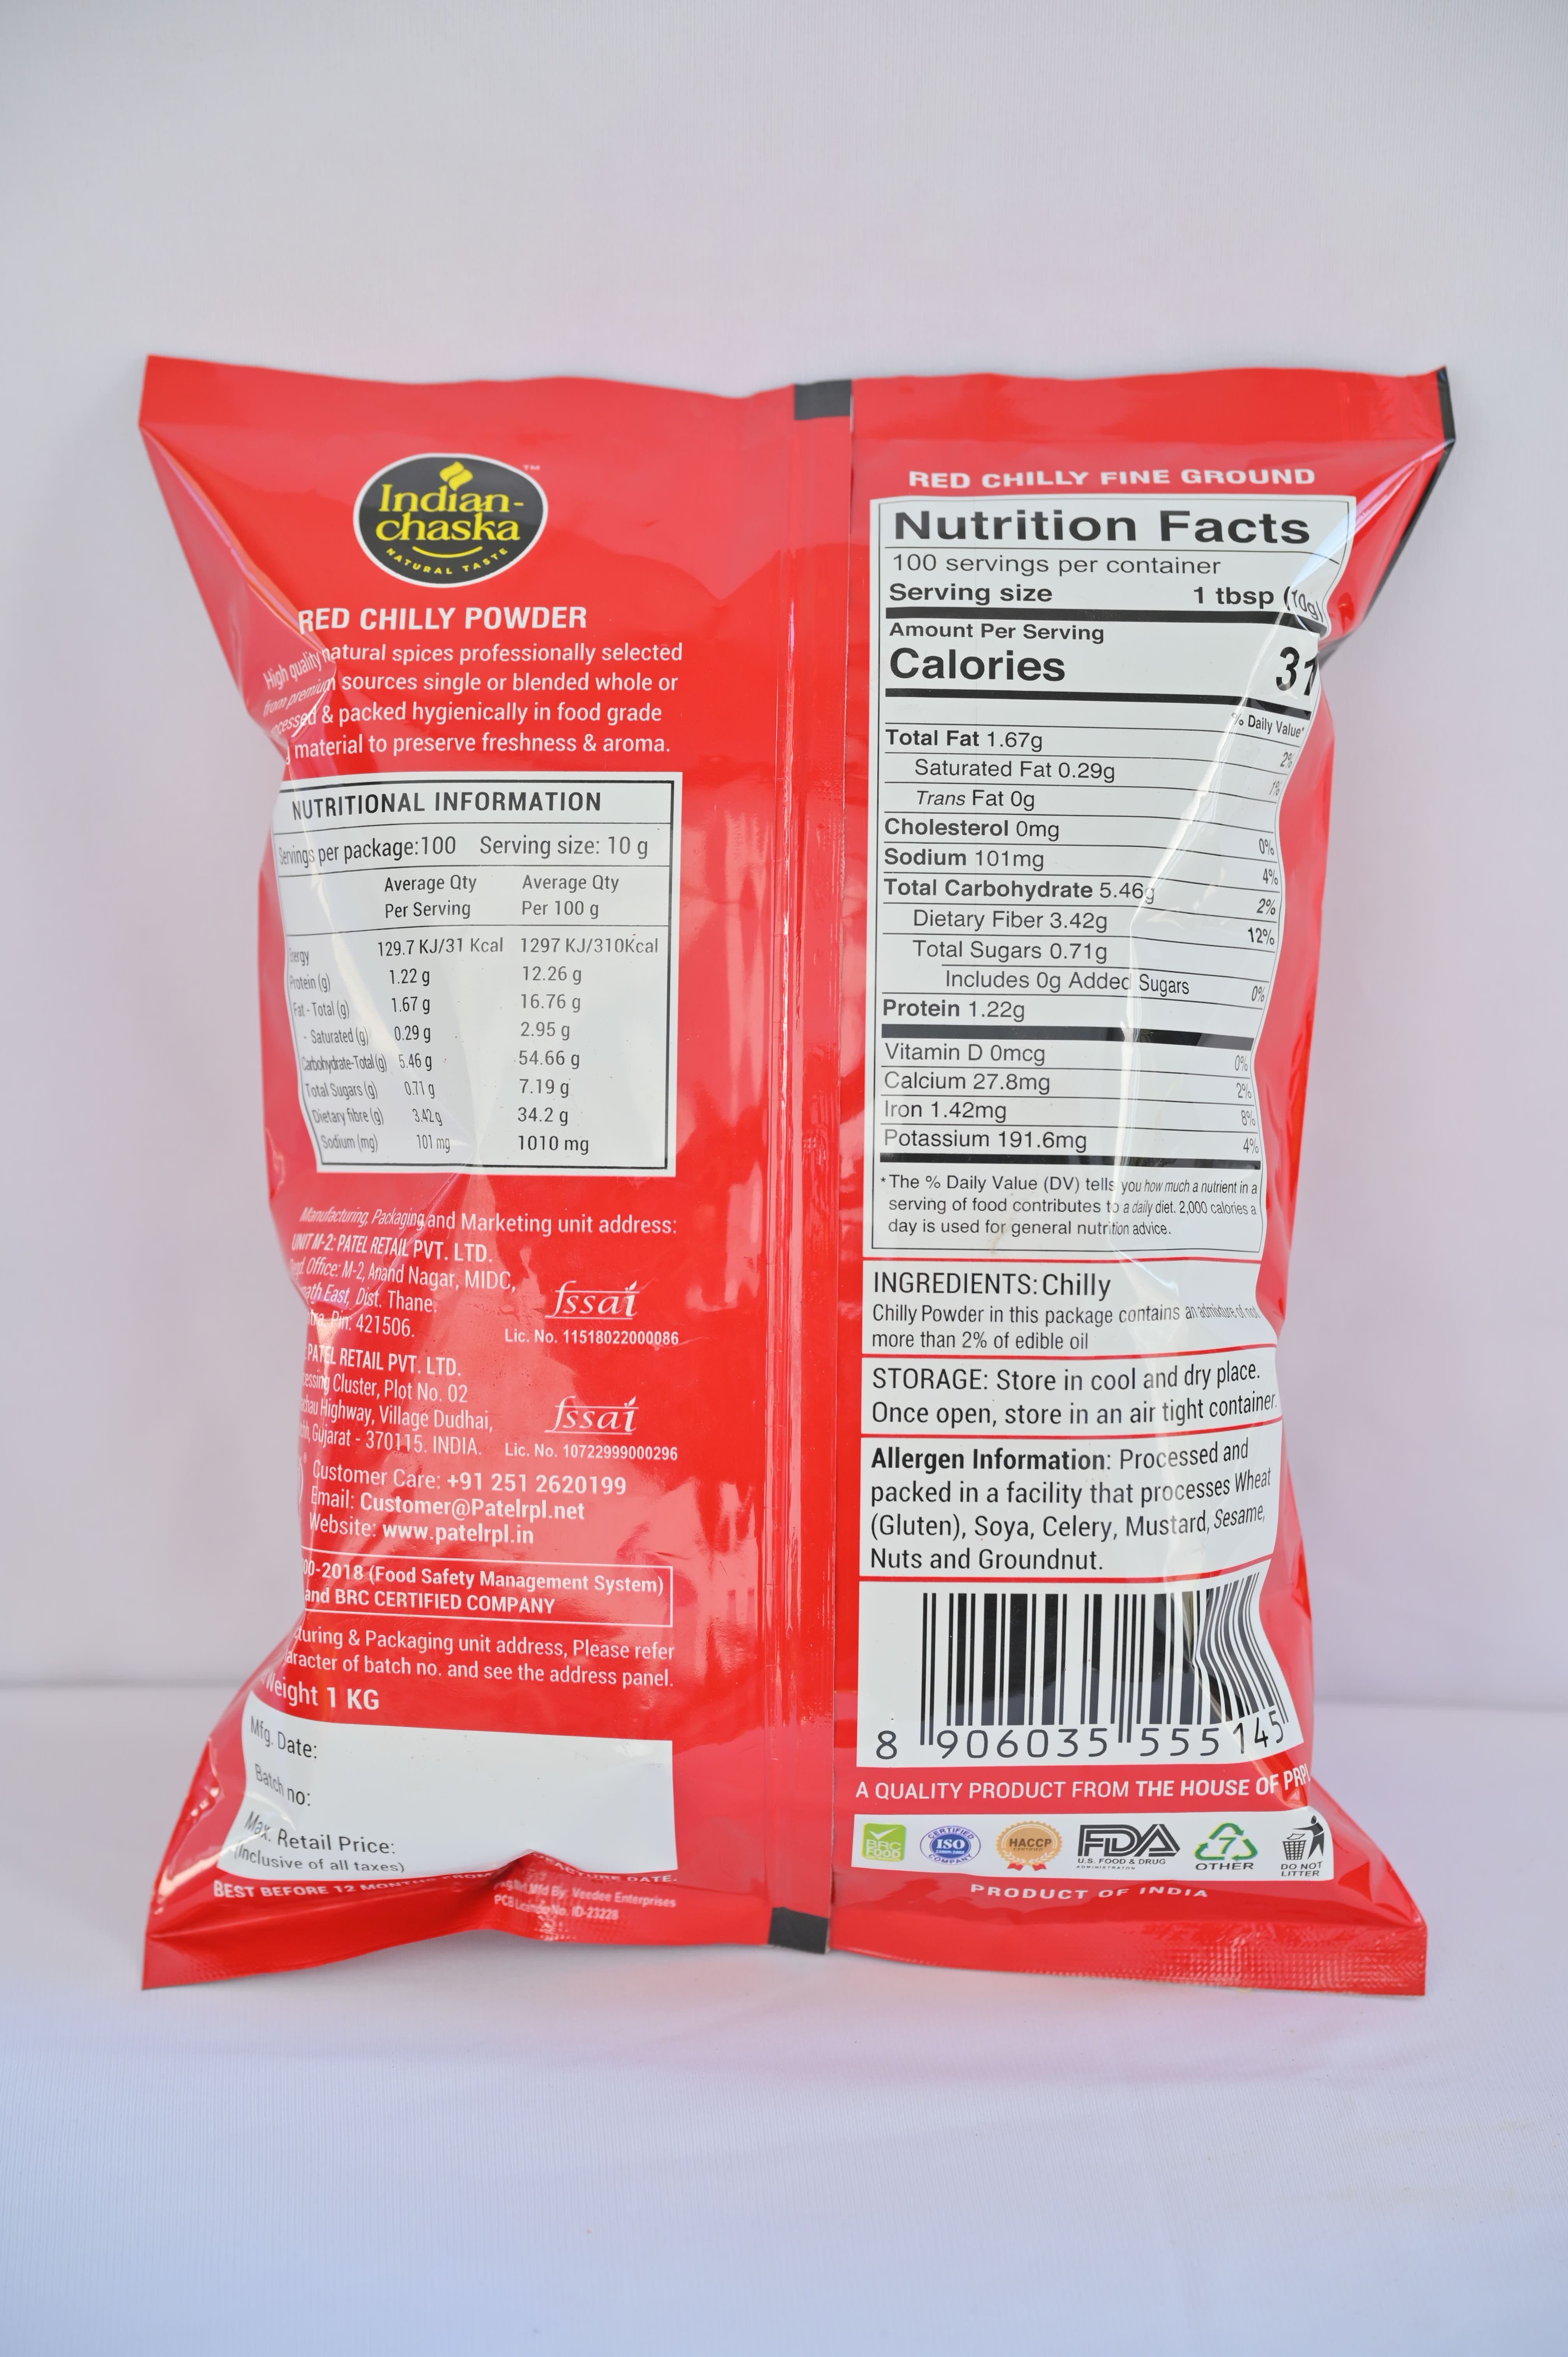 Indian-
chaska
NATURAL TASTE
TM
RED CHILLY POWDER
High quality natural spices professionally selected
from premium sources single or blended whole or
& packed hygienically in food grade
material to preserve freshness & aroma.
NUTRITIONAL INFORMATION
Servings per package:100 Serving size: 10 g
Average Qty Average Qty
Per Serving Per 100 g
Energy 129.7 KJ/31 Kcal 1297 KJ/310Kcal
Protein (g) 1.22 g 12.26 g
Fat - Total (g) 1.67 g 16.76 g
- Saturated (g) 0.29 g 2.95 g
Carbohydrate-Total (g) 5.46 g 54.66 g
Total Sugars (g) 0.71 g 7.19 g
Dietary fibre (g) 3.42 g 34.2 g
Sodium (mg) 101 mg 1010 mg
Manufacturing, Packaging and Marketing unit address:
UNIT M-2: PATEL RETAIL PVT. LTD.
Office: M-2, Anand Nagar, MIDC,
East, Dist. Thane,
Pin: 421506.
fssai
Lic. No. 11518022000086
PATEL RETAIL PVT. LTD.
Cluster, Plot No. 02
Highway, Village Dudhai,
Gujarat - 370115. INDIA.
fssai
Lic. No. 10722999000296
Customer Care: +91 251 2620199
Email: Customer@Patelrpl.net
Website: www.patelrpl.in
00-2018 (Food Safety Management System)
and BRC CERTIFIED COMPANY
& Packaging unit address, Please refer
of batch no. and see the address panel.
Weight 1 KG
Mfg. Date:
Batch no:
Max. Retail Price:
(Inclusive of all taxes)
BEST BEFORE 12 MONTHS FROM DATE.
Mfd By: Veedee Enterprises
PCB No. ID-23228
RED CHILLY FINE GROUND
Nutrition Facts
100 servings per container
Serving size 1 tbsp (10g)
Amount Per Serving
Calories 31
% Daily Value*
Total Fat 1.67g 2%
Saturated Fat 0.29g 1%
Trans Fat 0g
Cholesterol 0mg 0%
Sodium 101mg 4%
Total Carbohydrate 5.46g 2%
Dietary Fiber 3.42g 12%
Total Sugars 0.71g
Includes 0g Added Sugars 0%
Protein 1.22g
Vitamin D 0mcg 0%
Calcium 27.8mg 2%
Iron 1.42mg 8%
Potassium 191.6mg 4%
*The % Daily Value (DV) tells you how much a nutrient in a
serving of food contributes to a daily diet. 2,000 calories a
day is used for general nutrition advice.
INGREDIENTS: Chilly
Chilly Powder in this package contains an admixture of not
more than 2% of edible oil
STORAGE: Store in cool and dry place.
Once open, store in an air tight container.
Allergen Information: Processed and
packed in a facility that processes Wheat
(Gluten), Soya, Celery, Mustard, Sesame,
Nuts and Groundnut.
8 906035 555145
A QUALITY PRODUCT FROM THE HOUSE OF
BRC
FOOD
CERTIFIED
ISO
COMPANY
HACCP
FDA
U.S. FOOD & DRUG
7
OTHER
DO NOT
LITTER
PRODUCT OF INDIA